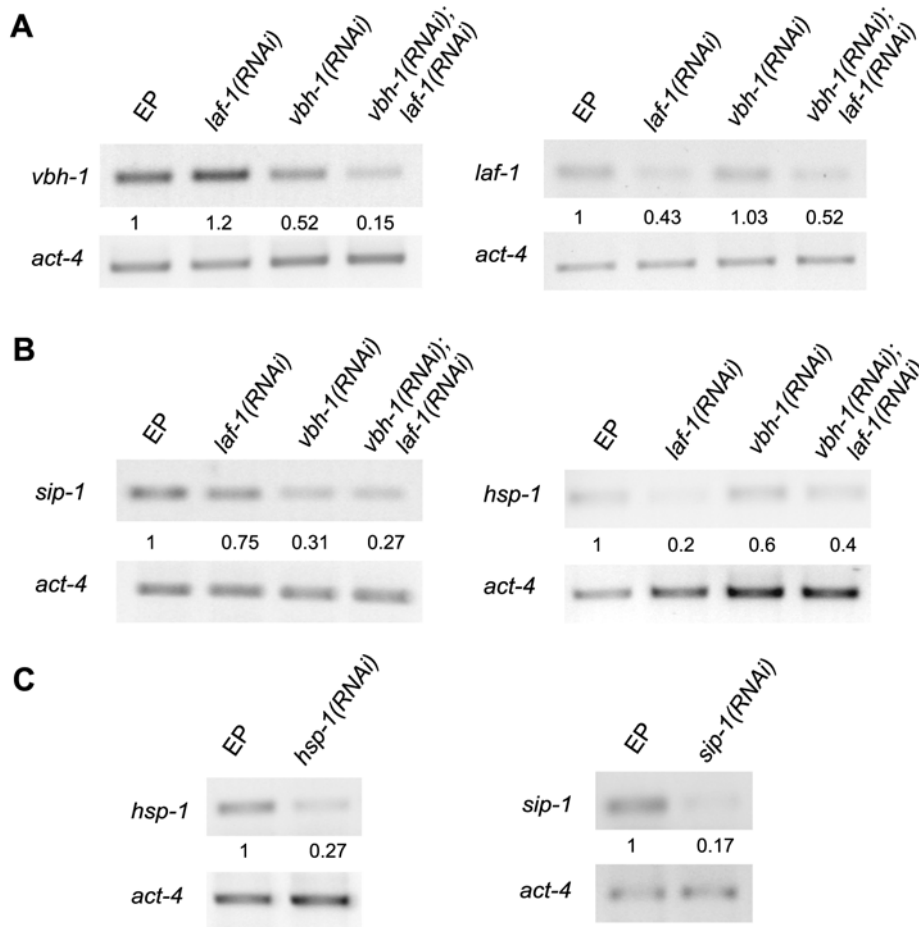 A
EP laf-1(RNAi) vbh-1(RNAi) vbh-1(RNAi); laf-1(RNAi)
vbh-1
1 1.2 0.52 0.15
act-4
EP laf-1(RNAi) vbh-1(RNAi) vbh-1(RNAi); laf-1(RNAi)
laf-1
1 0.43 1.03 0.52
act-4
B
EP laf-1(RNAi) vbh-1(RNAi) vbh-1(RNAi); laf-1(RNAi)
sip-1
1 0.75 0.31 0.27
act-4
EP laf-1(RNAi) vbh-1(RNAi) vbh-1(RNAi); laf-1(RNAi)
hsp-1
1 0.2 0.6 0.4
act-4
C
EP hsp-1(RNAi)
hsp-1
1 0.27
act-4
EP sip-1(RNAi)
sip-1
1 0.17
act-4